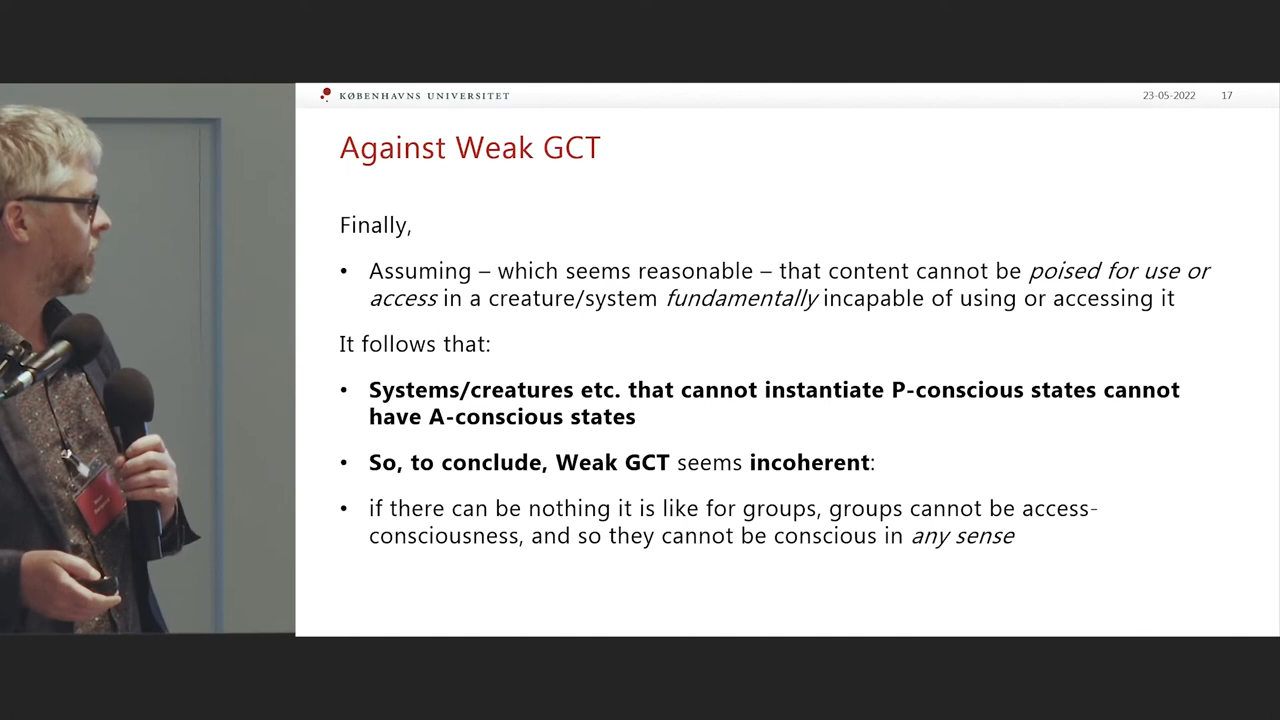 KØBENHAVNS UNIVERSITET
23-05-2022 17
Against Weak GCT
Finally,
• Assuming – which seems reasonable – that content cannot be poised for use or
access in a creature/system fundamentally incapable of using or accessing it
It follows that:
• Systems/creatures etc. that cannot instantiate P-conscious states cannot
have A-conscious states
• So, to conclude, Weak GCT seems incoherent:
• if there can be nothing it is like for groups, groups cannot be access-
consciousness, and so they cannot be conscious in any sense